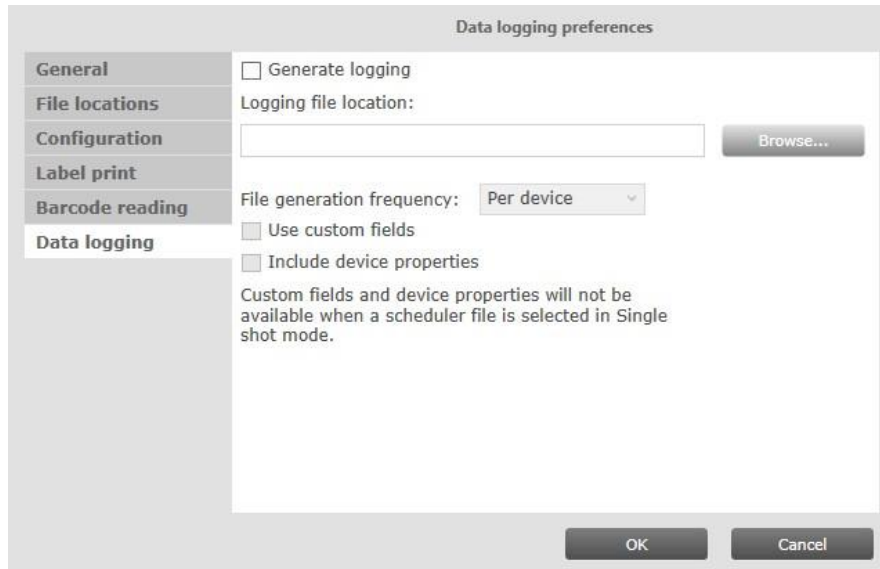 Data logging preferences
General
File locations
Configuration
Label print
Barcode reading
Data logging
Generate logging
Logging file location:
Browse...
File generation frequency: Per device
Use custom fields
Include device properties
Custom fields and device properties will not be
available when a scheduler file is selected in Single
shot mode.
OK Cancel